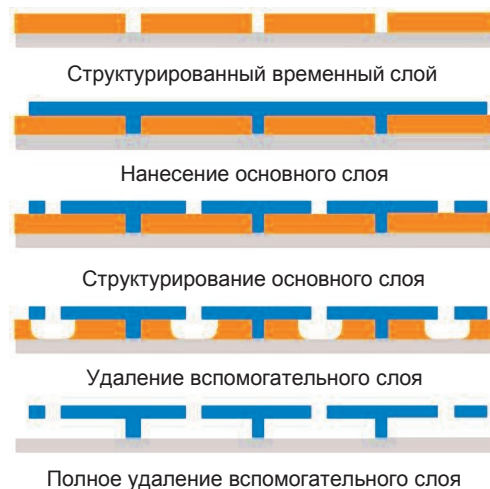 Структурированный временный слой
Нанесение основного слоя
Структурирование основного слоя
Удаление вспомогательного слоя
Полное удаление вспомогательного слоя